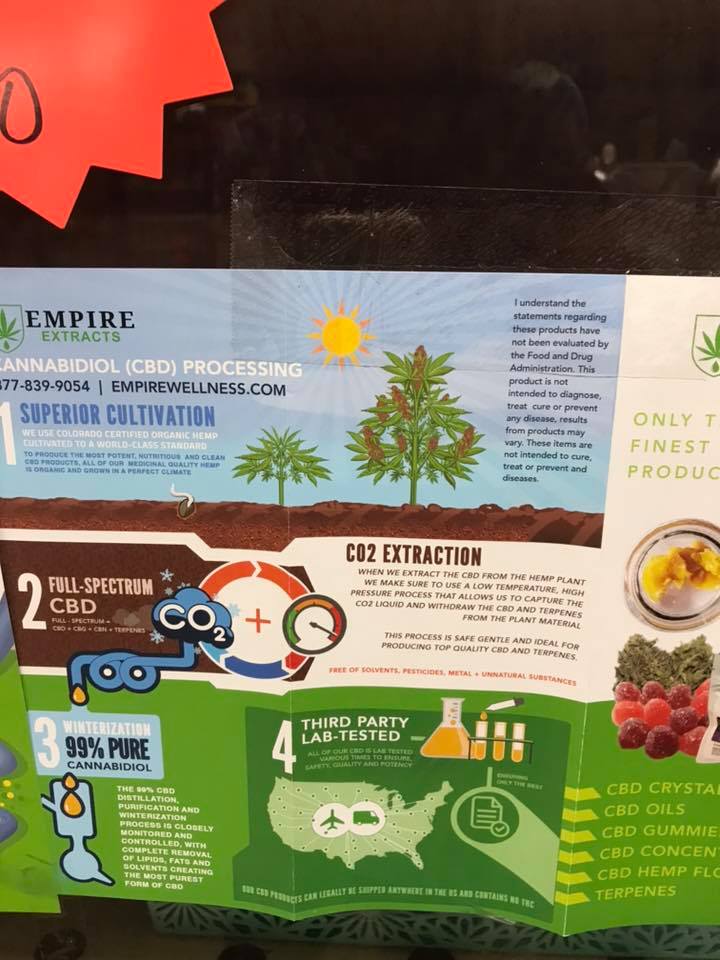 0
EMPIRE
EXTRACTS
CANNABIDIOL (CBD) PROCESSING
877-839-9054 | EMPIREWELLNESS.COM
1
SUPERIOR CULTIVATION
WE USE COLORADO CERTIFIED ORGANIC HEMP
CULTIVATED TO A WORLD-CLASS STANDARD
TO PRODUCE THE MOST POTENT, NUTRITIOUS AND CLEAN
CBD PRODUCTS, ALL OF OUR MEDICINAL QUALITY HEMP
IS ORGANIC AND GROWN IN A PERFECT CLIMATE
I understand the
statements regarding
these products have
not been evaluated by
the Food and Drug
Administration. This
product is not
intended to diagnose,
treat cure or prevent
any disease, results
from products may
vary. These items are
not intended to cure,
treat or prevent and
diseases.
2
FULL-SPECTRUM
CBD
FULL - SPECTRUM =
CBD + CBG + CBN + TERPENES
CO2
CO2 EXTRACTION
WHEN WE EXTRACT THE CBD FROM THE HEMP PLANT
WE MAKE SURE TO USE A LOW TEMPERATURE, HIGH
PRESSURE PROCESS THAT ALLOWS US TO CAPTURE THE
CO2 LIQUID AND WITHDRAW THE CBD AND TERPENES
FROM THE PLANT MATERIAL
THIS PROCESS IS SAFE GENTLE AND IDEAL FOR
PRODUCING TOP QUALITY CBD AND TERPENES.
FREE OF SOLVENTS, PESTICIDES, METAL + UNNATURAL SUBSTANCES
3
WINTERIZATION
99% PURE
CANNABIDIOL
THE 99% CBD
DISTILLATION,
PURIFICATION AND
WINTERIZATION
PROCESS IS CLOSELY
MONITORED AND
CONTROLLED, WITH
COMPLETE REMOVAL
OF LIPIDS, FATS AND
SOLVENTS CREATING
THE MOST PUREST
FORM OF CBD
4
THIRD PARTY
LAB-TESTED
ALL OF OUR CBD IS LAB TESTED
VARIOUS TIMES TO ENSURE,
SAFETY, QUALITY AND POTENCY
ENSURING
ONLY THE BEST
OUR CBD PRODUCTS CAN LEGALLY BE SHIPPED ANYWHERE IN THE US AND CONTAINS NO THC
ONLY T
FINEST
PRODUC
CBD CRYSTA
CBD OILS
CBD GUMMIE
CBD CONCEN
CBD HEMP FLO
TERPENES